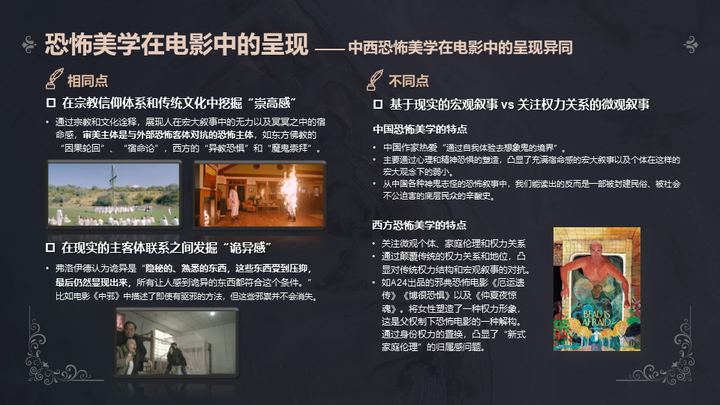 恐怖美学在电影中的呈现 —— 中西恐怖美学在电影中的呈现异同
相同点
在宗教信仰体系和传统文化中挖掘“崇高感”
• 通过宗教和文化诠释，展现人在宏大叙事中的无力以及冥冥之中的宿
命感，审美主体是与外部恐怖客体对抗的恐怖主体，如东方佛教的
“因果轮回”、“宿命论”，西方的“异教恐惧”和“魔鬼崇拜”。
在现实的主客体联系之间发掘“诡异感”
• 弗洛伊德认为诡异是“隐秘的、熟悉的东西，这些东西受到压抑，
最后仍然显现出来，所有让人感到诡异的东西都符合这个条件。”
比如电影《中邪》中描述了即使有驱邪的方法，但这些邪祟并不会消失。
不同点
基于现实的宏观叙事 vs 关注权力关系的微观叙事
中国恐怖美学的特点
• 中国作家热爱“通过自我体验去想象鬼的境界”。
• 主要通过心理和精神恐惧的塑造，凸显了充满宿命感的宏大叙事以及个体在这样的
宏大观念下的弱小。
• 从中国各种神鬼志怪的恐怖叙事中，我们能读出的反而是一部被封建民俗、被社会
不公迫害的底层民众的辛酸史。
西方恐怖美学的特点
• 关注微观个体、家庭伦理和权力关系
• 通过颠覆传统的权力关系和地位，凸
显对传统权力结构和宏观叙事的对抗。
• 如A24出品的邪典恐怖电影《厄运遗
传》《博很恐惧》以及《仲夏夜惊
魂》。将女性塑造了一种权力形象，
这是父权制下恐怖电影的一种解构。
通过身份权力的置换，凸显了“新式
家庭伦理”的归属感问题。
BEAU IS
AFRAID